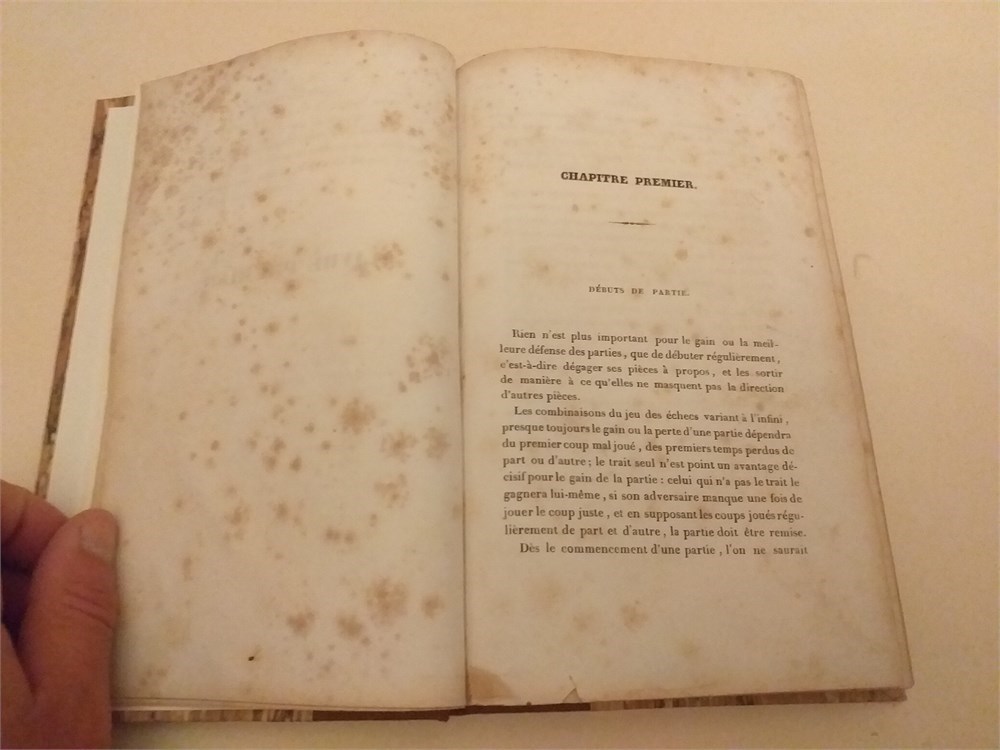 CHAPITRE PREMIER.
DÉBUTS DE PARTIE.
Rien n'est plus important pour le gain ou la meil-
leure défense des parties, que de débuter régulièrement,
c'est-à-dire dégager ses pièces à propos, et les sortir
de manière à ce qu'elles ne masquent pas la direction
d'autres pièces.
Les combinaisons du jeu des échecs variant à l'infini,
presque toujours le gain ou la perte d'une partie dépendra
du premier coup mal joué, des premiers temps perdus de
part ou d'autre; le trait seul n'est point un avantage dé-
cisif pour le gain de la partie: celui qui n'a pas le trait le
gagnera lui-même, si son adversaire manque une fois de
jouer le coup juste, et en supposant les coups joués régu-
lièrement de part et d'autre, la partie doit être remise.
Dès le commencement d'une partie, l'on ne saurait